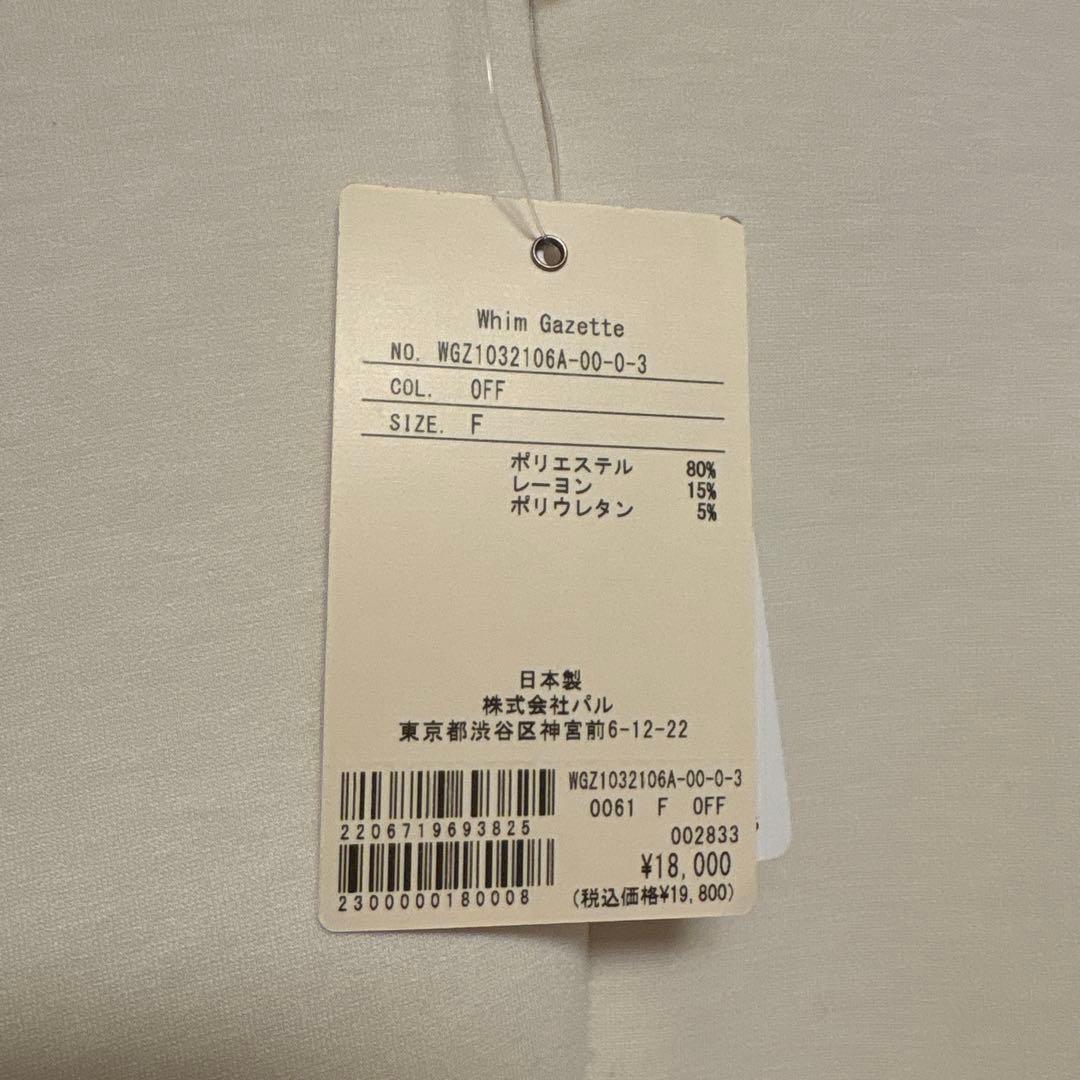 Whim Gazette
NO. WGZ1032106A-00-0-3
COL. OFF
SIZE. F
ポリエステル 80%
レーヨン 15%
ポリウレタン 5%
日本製
株式会社パル
東京都渋谷区神宮前6-12-22
WGZ1032106A-00-0-3
0061 F OFF
2206719693825
002833
¥18,000
2300000180008
(税込価格¥19,800)